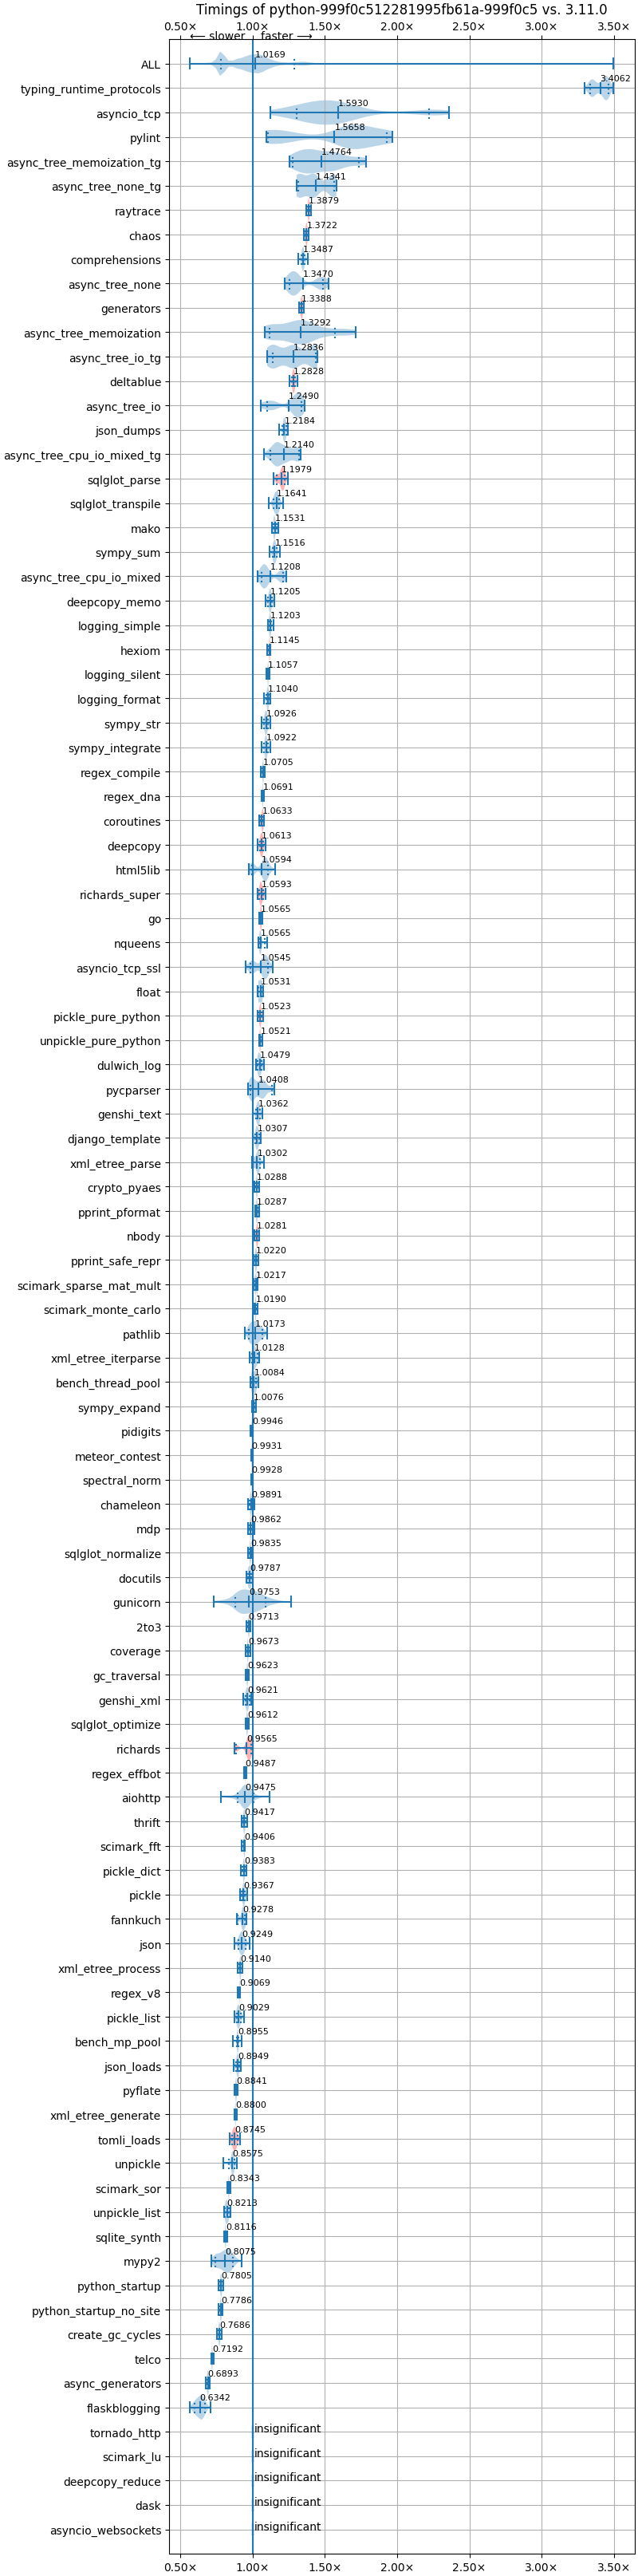 Timings of python-999f0c512281995fb61a-999f0c5 vs. 3.11.0
0.50× 1.00× 1.50× 2.00× 2.50× 3.00× 3.50×
← slower faster →
ALL 1.0169
typing_runtime_protocols 3.4062
asyncio_tcp 1.5930
pylint 1.5658
async_tree_memoization_tg 1.4764
async_tree_none_tg 1.4341
raytrace 1.3879
chaos 1.3722
comprehensions 1.3487
async_tree_none 1.3470
generators 1.3388
async_tree_memoization 1.3292
async_tree_io_tg 1.2836
deltablue 1.2828
async_tree_io 1.2490
json_dumps 1.2184
async_tree_cpu_io_mixed_tg 1.2140
sqlglot_parse 1.1979
sqlglot_transpile 1.1641
mako 1.1531
sympy_sum 1.1516
async_tree_cpu_io_mixed 1.1208
deepcopy_memo 1.1205
logging_simple 1.1203
hexiom 1.1145
logging_silent 1.1057
logging_format 1.1040
sympy_str 1.0926
sympy_integrate 1.0922
regex_compile 1.0705
regex_dna 1.0691
coroutines 1.0633
deepcopy 1.0613
html5lib 1.0594
richards_super 1.0593
go 1.0565
nqueens 1.0565
asyncio_tcp_ssl 1.0545
float 1.0531
pickle_pure_python 1.0523
unpickle_pure_python 1.0521
dulwich_log 1.0479
pycparser 1.0408
genshi_text 1.0362
django_template 1.0307
xml_etree_parse 1.0302
crypto_pyaes 1.0288
pprint_pformat 1.0287
nbody 1.0281
pprint_safe_repr 1.0220
scimark_sparse_mat_mult 1.0217
scimark_monte_carlo 1.0190
pathlib 1.0173
xml_etree_iterparse 1.0128
bench_thread_pool 1.0084
sympy_expand 1.0076
pidigits 0.9946
meteor_contest 0.9931
spectral_norm 0.9928
chameleon 0.9891
mdp 0.9862
sqlglot_normalize 0.9835
docutils 0.9787
gunicorn 0.9753
2to3 0.9713
coverage 0.9673
gc_traversal 0.9623
genshi_xml 0.9621
sqlglot_optimize 0.9612
richards 0.9565
regex_effbot 0.9487
aiohttp 0.9475
thrift 0.9417
scimark_fft 0.9406
pickle_dict 0.9383
pickle 0.9367
fannkuch 0.9278
json 0.9249
xml_etree_process 0.9140
regex_v8 0.9069
pickle_list 0.9029
bench_mp_pool 0.8955
json_loads 0.8949
pyflate 0.8841
xml_etree_generate 0.8800
tomli_loads 0.8745
unpickle 0.8575
scimark_sor 0.8343
unpickle_list 0.8213
sqlite_synth 0.8116
mypy2 0.8075
python_startup 0.7805
python_startup_no_site 0.7786
create_gc_cycles 0.7686
telco 0.7192
async_generators 0.6893
flaskblogging 0.6342
tornado_http insignificant
scimark_lu insignificant
deepcopy_reduce insignificant
dask insignificant
asyncio_websockets insignificant
0.50× 1.00× 1.50× 2.00× 2.50× 3.00× 3.50×